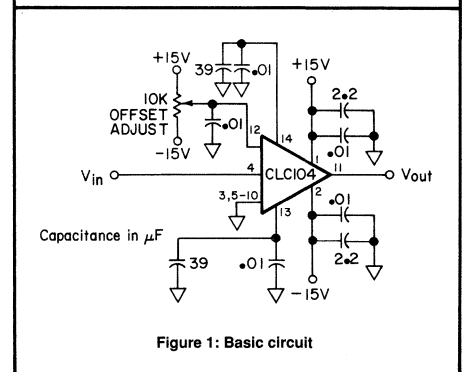 +15V
39 .01
+15V
10K
OFFSET
ADJUST
.01
2.2
.01
12
14
-15V
1
Vin
4
CLC104
11
Vout
3,5-10
2
.01
13
Capacitance in μF
2.2
39
.01
-15V
Figure 1: Basic circuit